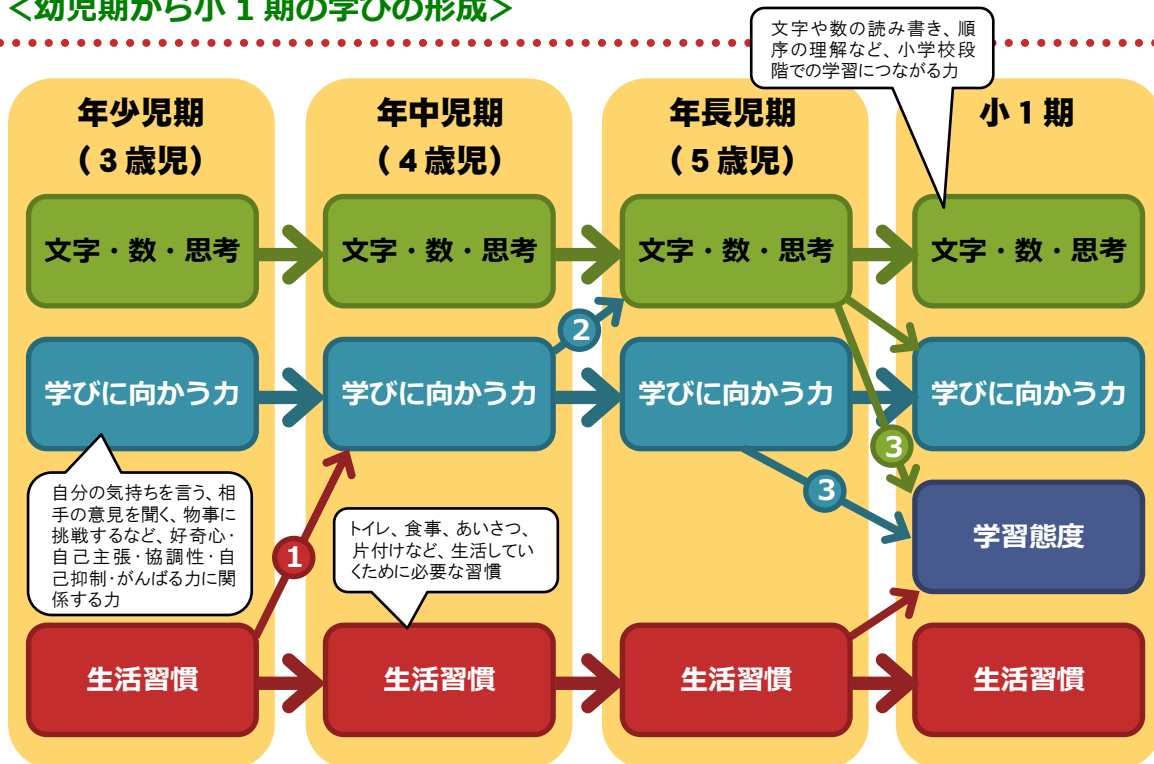 ＜幼児期から小１期の学びの形成＞
文字や数の読み書き、順
序の理解など、小学校段
階での学習につながる力
年少児期
（３歳児）
年中児期
（４歳児）
年長児期
（５歳児）
小１期
文字・数・思考
文字・数・思考
文字・数・思考
文字・数・思考
2
学びに向かう力
学びに向かう力
学びに向かう力
学びに向かう力
3
3
自分の気持ちを言う、相
手の意見を聞く、物事に
挑戦するなど、好奇心・
自己主張・協調性・自
己抑制・がんばる力に関
係する力
1
トイレ、食事、あいさつ、
片付けなど、生活してい
くために必要な習慣
学習態度
生活習慣
生活習慣
生活習慣
生活習慣